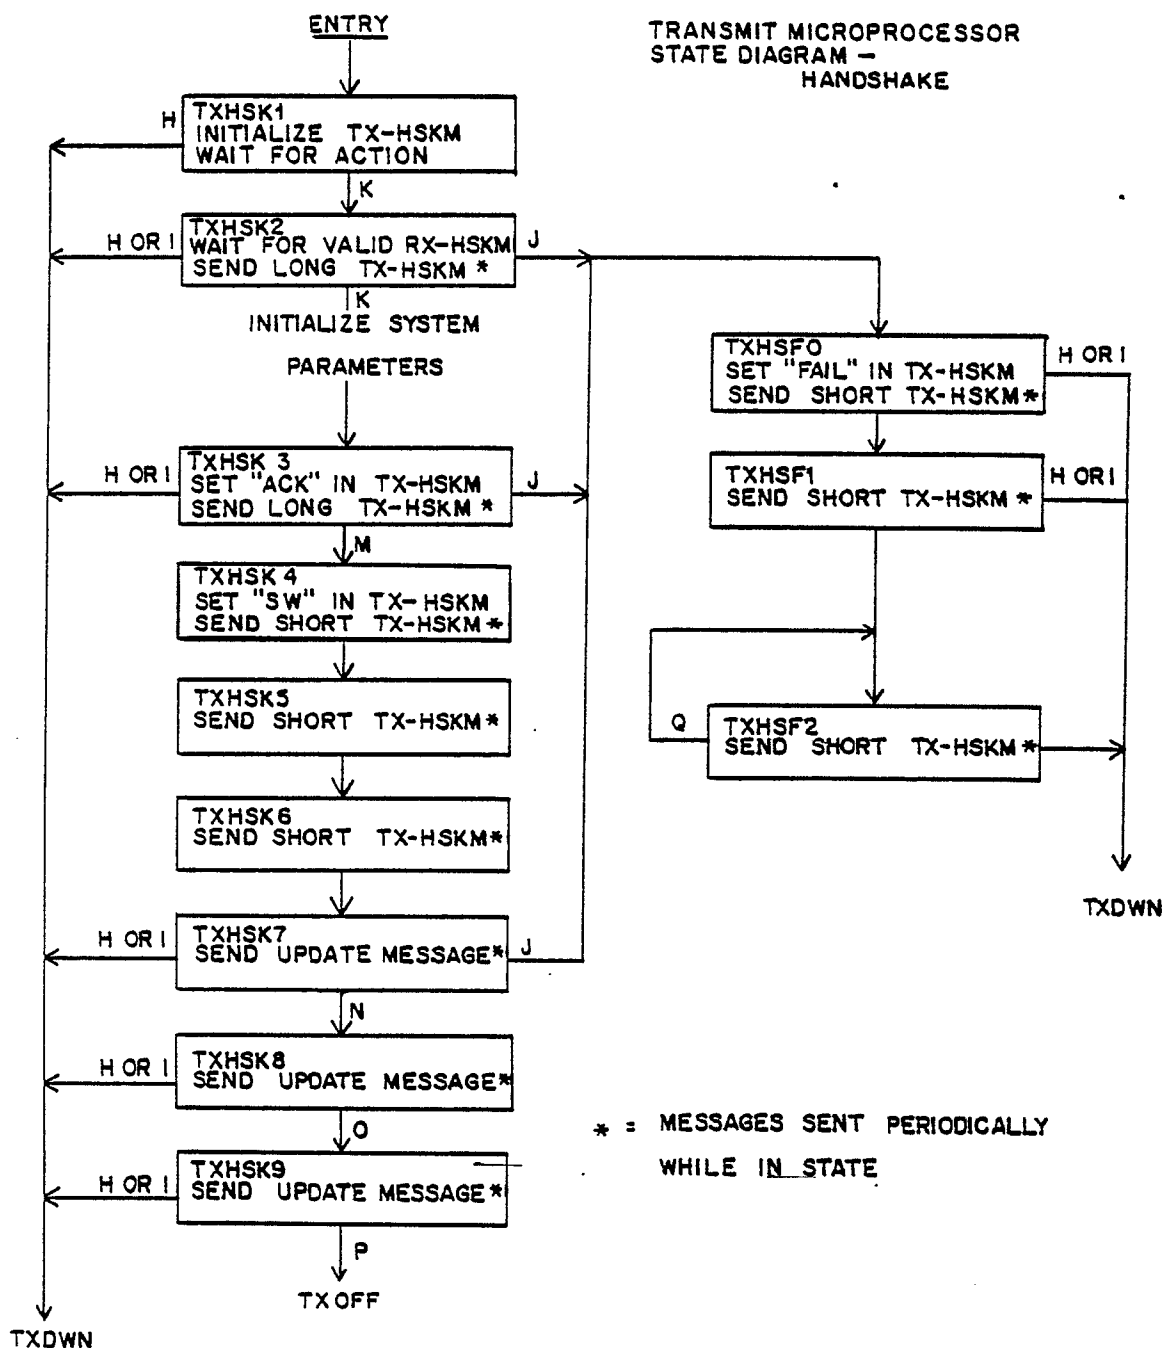 ENTRY
TRANSMIT MICROPROCESSOR
STATE DIAGRAM –
HANDSHAKE
H
TXHSK1
INITIALIZE TX-HSKM
WAIT FOR ACTION
K
H OR I
TXHSK2
WAIT FOR VALID RX-HSKM
SEND LONG TX-HSKM *
J
K
INITIALIZE SYSTEM
PARAMETERS
TXHSF0
SET "FAIL" IN TX-HSKM
SEND SHORT TX-HSKM *
H OR I
H OR I
TXHSK 3
SET "ACK" IN TX-HSKM
SEND LONG TX-HSKM *
J
TXHSF1
SEND SHORT TX-HSKM *
H OR I
M
TXHSK 4
SET "SW" IN TX-HSKM
SEND SHORT TX-HSKM *
TXHSK5
SEND SHORT TX-HSKM *
Q
TXHSF2
SEND SHORT TX-HSKM *
TXHSK6
SEND SHORT TX-HSKM *
TXDWN
H OR I
TXHSK7
SEND UPDATE MESSAGE *
J
N
H OR I
TXHSK8
SEND UPDATE MESSAGE *
O
* = MESSAGES SENT PERIODICALLY
WHILE IN STATE
H OR I
TXHSK9
SEND UPDATE MESSAGE *
P
TX OFF
TXDWN